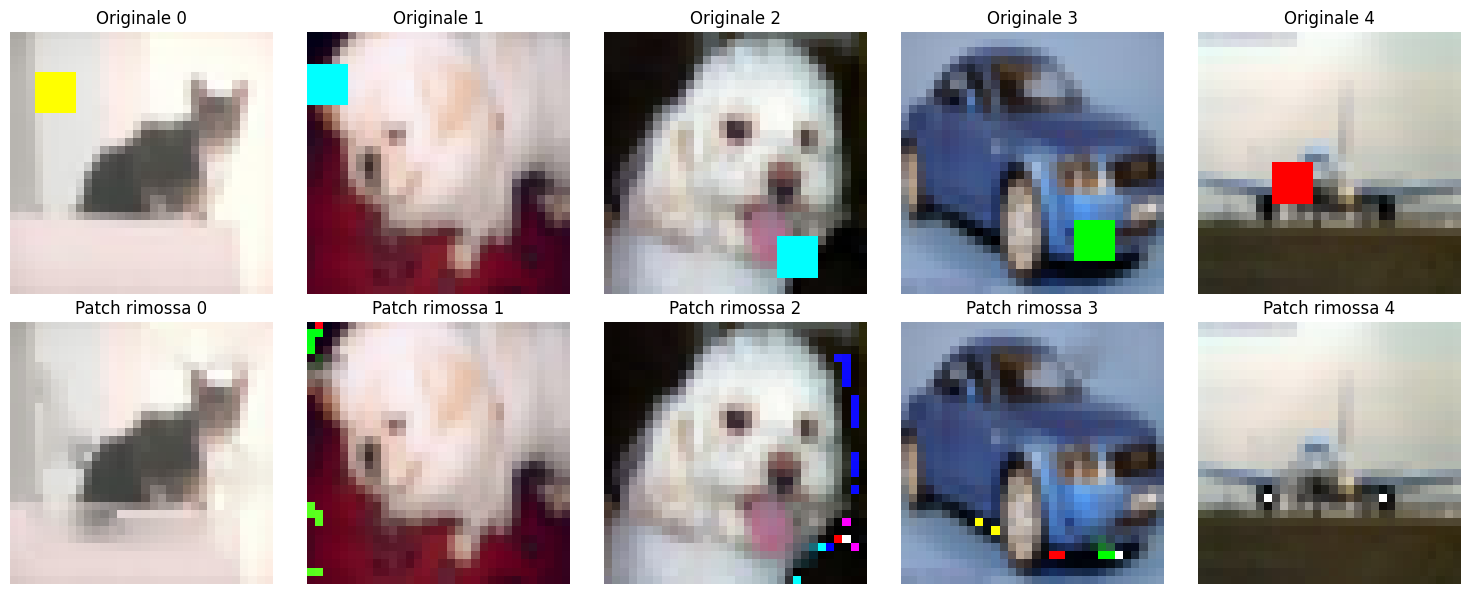 Originale 0
Originale 1
Originale 2
Originale 3
Originale 4
Patch rimossa 0
Patch rimossa 1
Patch rimossa 2
Patch rimossa 3
Patch rimossa 4